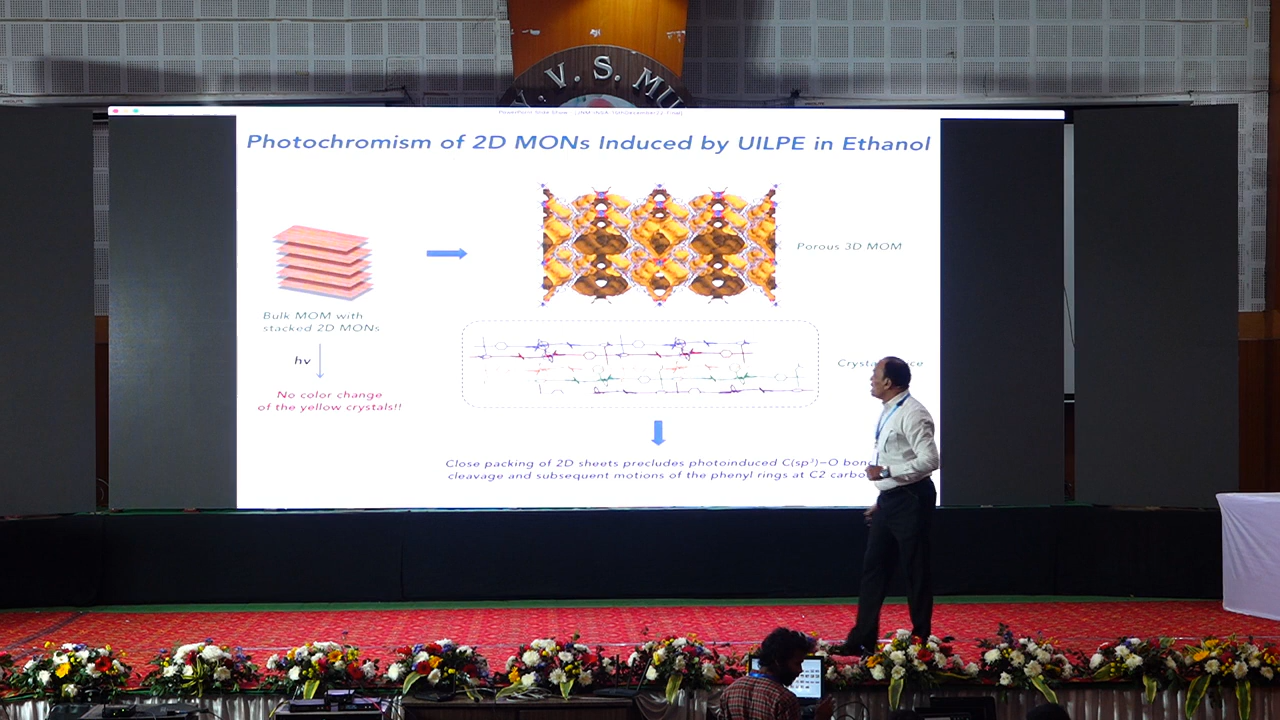 . V. S. MU
Photochromism of 2D MONs Induced by UILPE in Ethanol
Porous 3D MOM
Bulk MOM with
stacked 2D MONs
hν
No color change
of the yellow crystals!!
Close packing of 2D sheets precludes photoinduced C(sp³)–O bon
cleavage and subsequent motions of the phenyl rings at C2 carbo